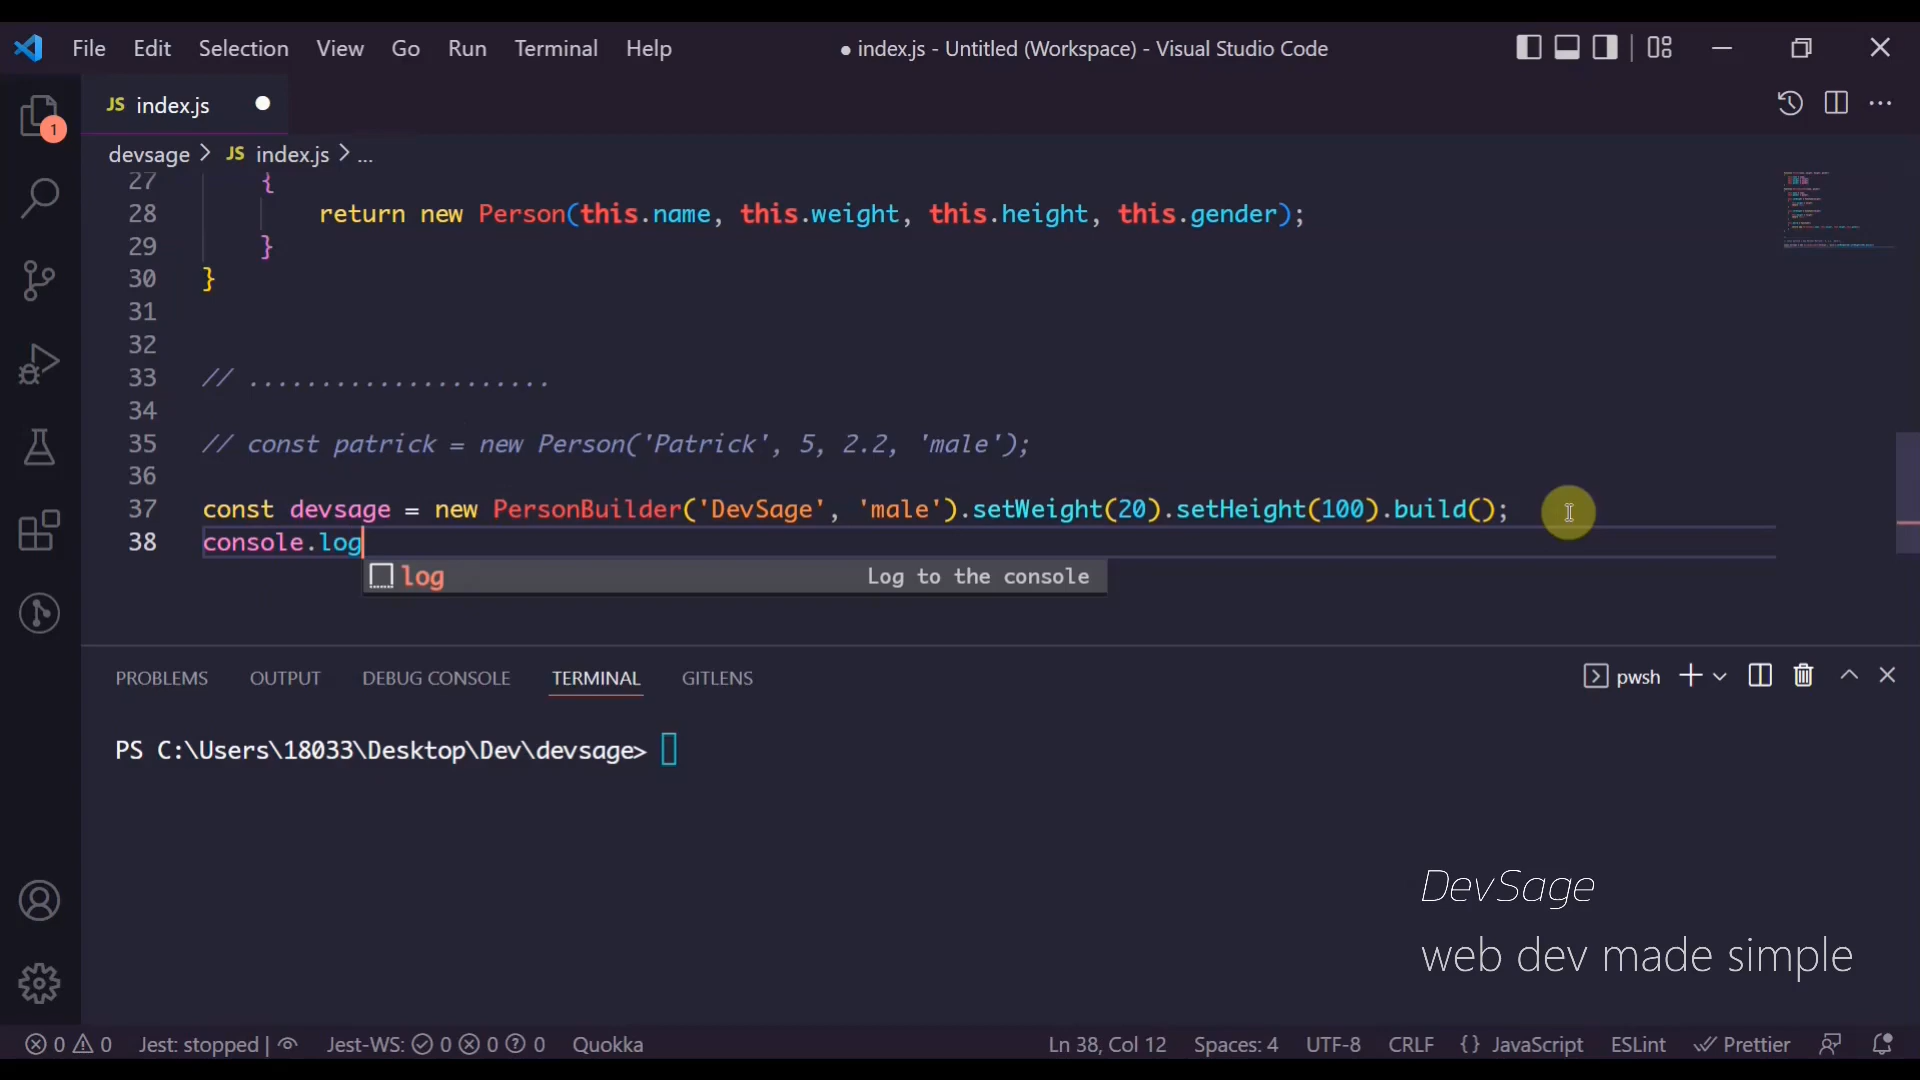 File Edit Selection View Go Run Terminal Help ● index.js - Untitled (Workspace) - Visual Studio Code
JS index.js
1
devsage > JS index.js > ...
27 {
28 return new Person(this.name, this.weight, this.height, this.gender);
29 }
30 }
31
32
33 // .....................
34
35 // const patrick = new Person('Patrick', 5, 2.2, 'male');
36
37 const devsage = new PersonBuilder('DevSage', 'male').setWeight(20).setHeight(100).build();
38 console.log
log Log to the console
PROBLEMS OUTPUT DEBUG CONSOLE TERMINAL GITLENS pwsh
PS C:\Users\18033\Desktop\Dev\devsage>
DevSage
web dev made simple
0 0 Jest: stopped | Jest-WS: 0 0 0 Quokka Ln 38, Col 12 Spaces: 4 UTF-8 CRLF {} JavaScript ESLint Prettier